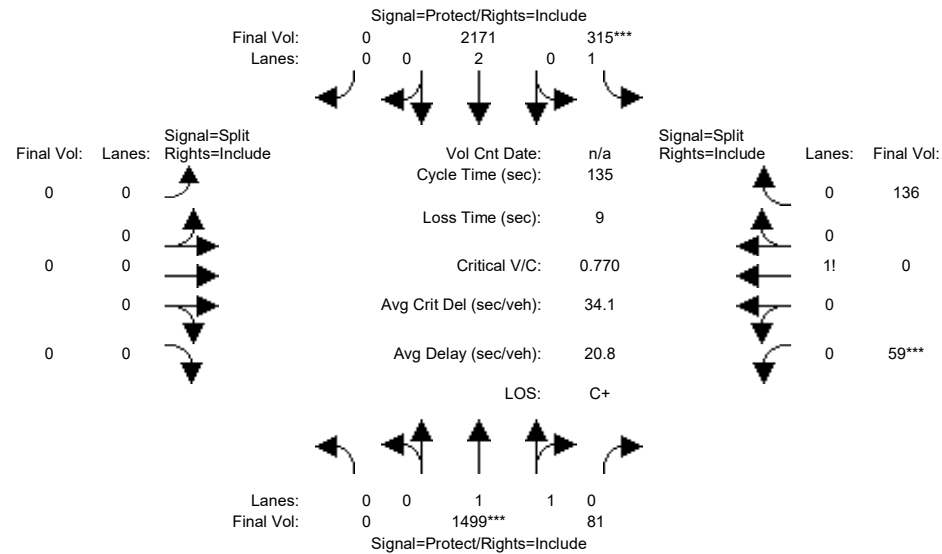 Signal=Protect/Rights=Include
Final Vol: 0 2171 315***
Lanes: 0 0 2 0 1
Signal=Split Signal=Split
Final Vol: Lanes: Rights=Include Vol Cnt Date: n/a Rights=Include Lanes: Final Vol:
Cycle Time (sec): 135
0 0 0 136
Loss Time (sec): 9
0 0
0 0 Critical V/C: 0.770 1! 0
0 Avg Crit Del (sec/veh): 34.1 0
0 0 Avg Delay (sec/veh): 20.8 0 59***
LOS: C+
Lanes: 0 0 1 1 0
Final Vol: 0 1499*** 81
Signal=Protect/Rights=Include